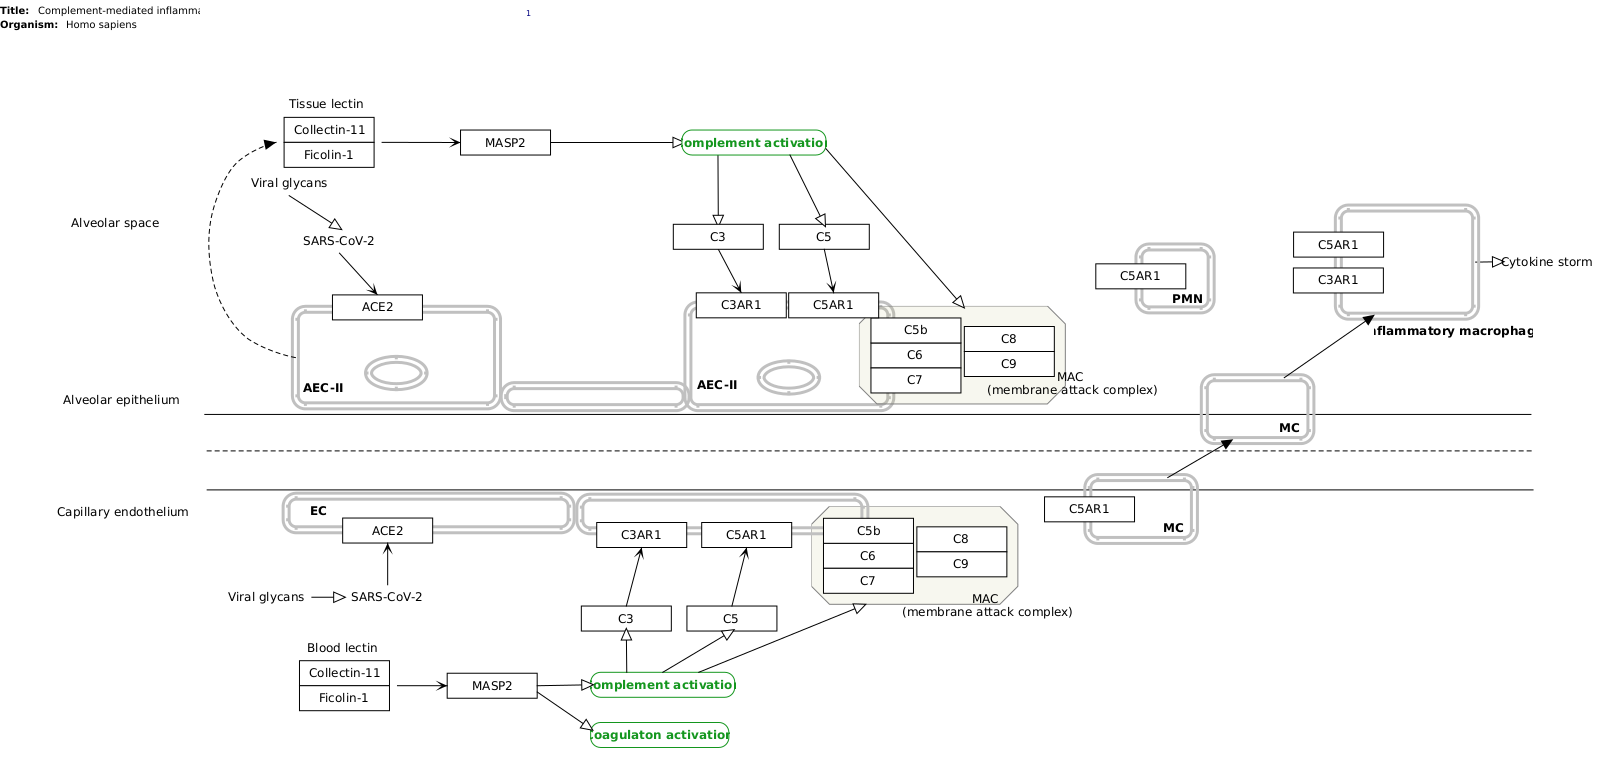 Title: Complement-mediated inflamma
1
Organism: Homo sapiens
Tissue lectin
Collectin-11
Ficolin-1
MASP2
omplement activation
Viral glycans
Alveolar space
SARS-CoV-2
C3
C5
ACE2
C3AR1
C5AR1
AEC-II
AEC-II
C5b
C6
C7
C8
C9
MAC
(membrane attack complex)
C5AR1
PMN
C5AR1
C3AR1
Cytokine storm
nflammatory macrophag
Alveolar epithelium
MC
Capillary endothelium
EC
ACE2
C3AR1
C5AR1
C5b
C6
C7
C8
C9
MAC
(membrane attack complex)
C5AR1
MC
Viral glycans
SARS-CoV-2
C3
C5
Blood lectin
Collectin-11
Ficolin-1
MASP2
omplement activation
oagulaton activation